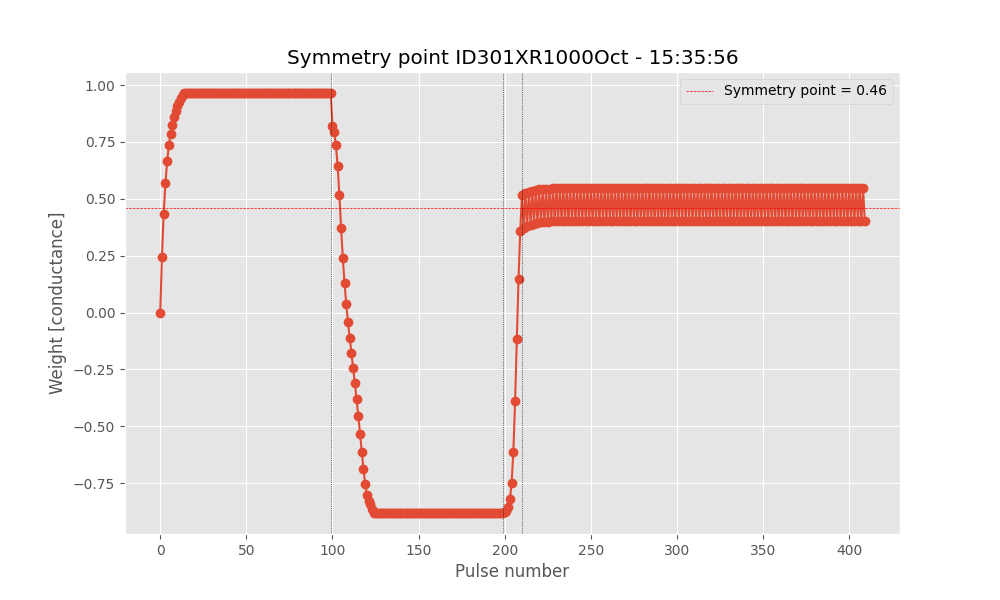 Symmetry point ID301XR1000Oct - 15:35:56
Symmetry point = 0.46
1.00
0.75
0.50
0.25
0.00
−0.25
−0.50
−0.75
Weight [conductance]
0 50 100 150 200 250 300 350 400
Pulse number